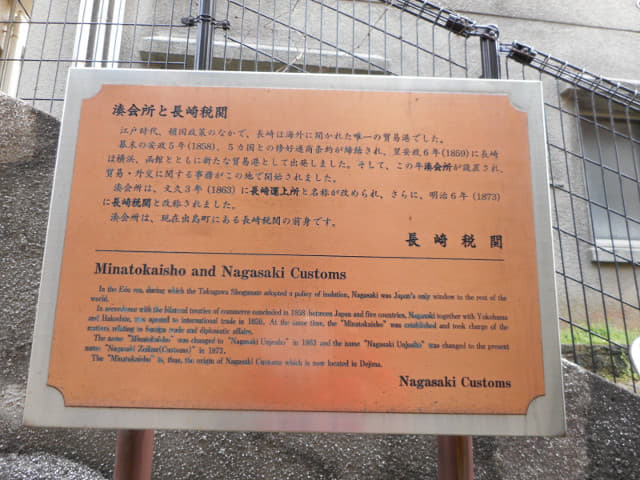 湊会所と長崎税関
江戸時代、鎖国政策のなかで、長崎は海外に開かれた唯一の貿易港でした。
幕末の安政5年(1858)、5カ国との修好通商条約が締結され、翌安政6年(1859)に長崎
は横浜、函館とともに新たな貿易港として出発しました。そして、この年湊会所が設置され、
貿易・外交に関する事務がこの地で開始されました。
湊会所は、文久3年(1863)に長崎運上所と名称が改められ、さらに、明治6年(1873)
に長崎税関と改称されました。
湊会所は、現在出島町にある長崎税関の前身です。
長崎税関
Minatokaisho and Nagasaki Customs
In the Edo era, during which the Tokugawa Shogunate adopted a policy of isolation, Nagasaki was Japan's only window to the rest of the
world.
In accordance with the bilateral treaties of commerce concluded in 1858 between Japan and five countries, Nagasaki together with Yokohama
and Hakodate, was opened to international trade in 1859. At the same time, the "Minatokaisho" was established and took charge of the
matters relating to foreign trade and diplomatic affairs.
The name "Minatokaisho" was changed to "Nagasaki Unjosho" in 1863 and the name "Nagasaki Unjosho" was changed to the present
name "Nagasaki Zeikan(Customs)" in 1873.
The "Minatokaisho" is, thus, the origin of Nagasaki Customs which is now located in Dejima.
Nagasaki Customs